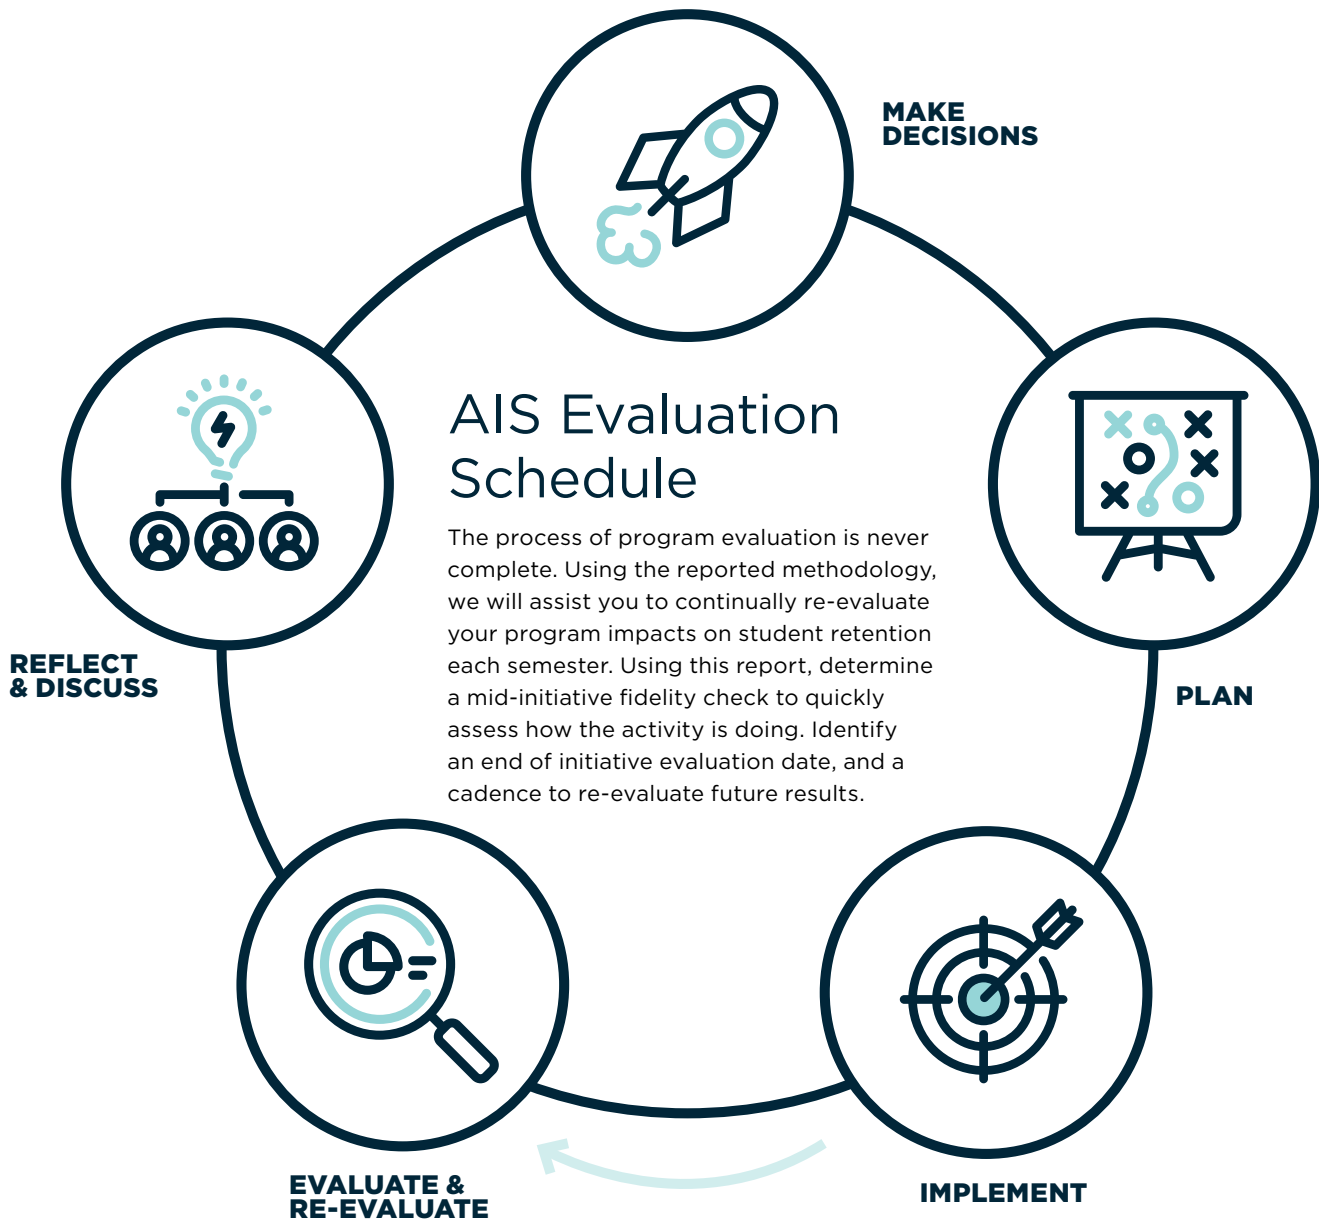 MAKE
DECISIONS
AIS Evaluation
Schedule
The process of program evaluation is never
complete. Using the reported methodology,
we will assist you to continually re-evaluate
your program impacts on student retention
each semester. Using this report, determine
a mid-initiative fidelity check to quickly
assess how the activity is doing. Identify
an end of initiative evaluation date, and a
cadence to re-evaluate future results.
REFLECT
& DISCUSS
PLAN
EVALUATE &
RE-EVALUATE
IMPLEMENT